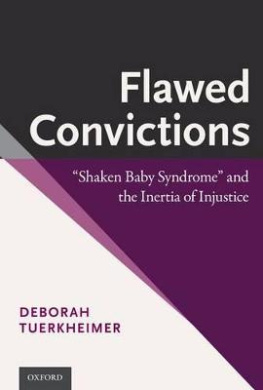 Flawed
Convictions
“Shaken Baby Syndrome” and
the Inertia of Injustice
DEBORAH
TUERKHEIMER
OXFORD